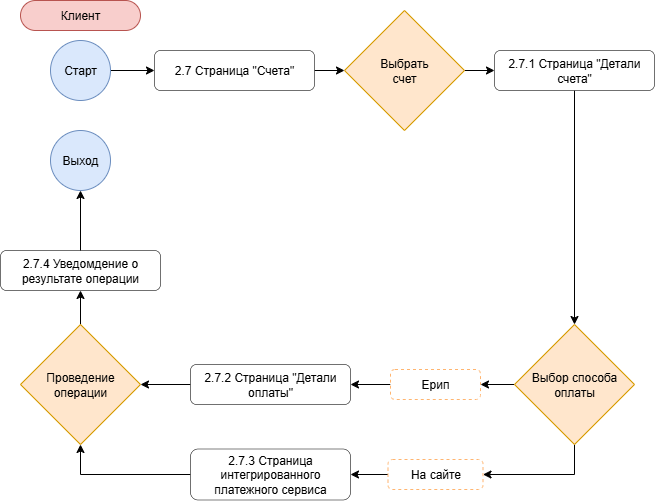 Клиент
Старт
2.7 Страница "Счета"
Выбрать
счет
2.7.1 Страница "Детали
счета"
Выход
2.7.4 Уведомдение о
результате операции
Проведение
операции
2.7.2 Страница "Детали
оплаты"
Ерип
Выбор способа
оплаты
2.7.3 Страница
интегрированного
платежного сервиса
На сайте